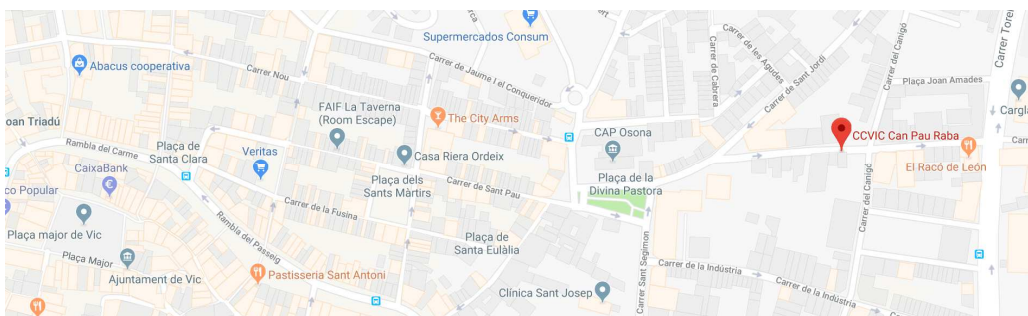 Supermercados Consum
Abacus cooperativa
Carrer Nou
Carrer de Jaume I el Conqueridor
Carrer de Cabrera
Carrer de les Agudes
Carrer de Sant Jordi
Carrer del Canigó
Plaça Joan Amades
FAIF La Taverna
(Room Escape)
The City Arms
CAP Osona
CCVIC Can Pau Raba
El Racó de León
Rambla del Carme
Plaça de
Santa Clara
Veritas
Casa Riera Ordeix
CaixaBank
Plaça dels
Sants Màrtirs
Carrer de Sant Pau
Plaça de la
Divina Pastora
Carrer de la Fusina
Rambla del Passeig
Plaça major de Vic
Plaça Major
Ajuntament de Vic
Pastisseria Sant Antoni
Plaça de
Santa Eulàlia
Clínica Sant Josep
Carrer Sant Segimon
Carrer de la Indústria
Carrer de la Indústria
Carrer del Canigó